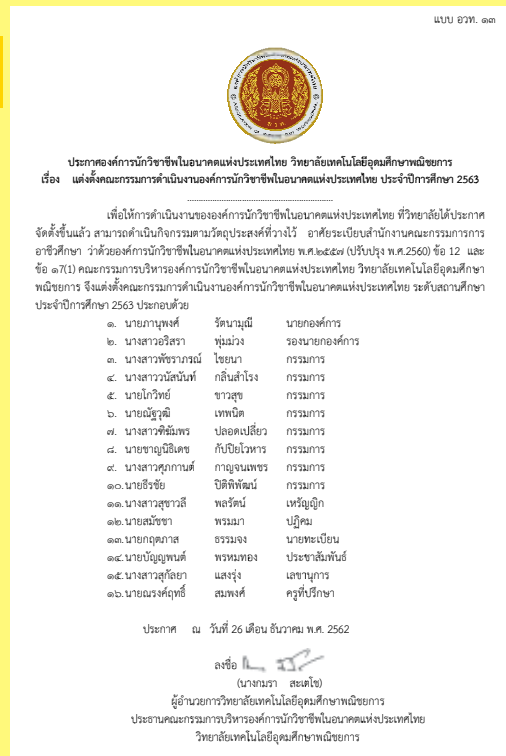 แบบ อวท. ๑๓
ประกาศองค์การนักวิชาชีพในอนาคตแห่งประเทศไทย วิทยาลัยเทคโนโลยีอุดมศึกษาพณิชยการ
เรื่อง แต่งตั้งคณะกรรมการดำเนินงานองค์การนักวิชาชีพในอนาคตแห่งประเทศไทย ประจำปีการศึกษา 2563
เพื่อให้การดำเนินงานขององค์การนักวิชาชีพในอนาคตแห่งประเทศไทย ที่วิทยาลัยได้ประกาศ
จัดตั้งขึ้นแล้ว สามารถดำเนินกิจกรรมตามวัตถุประสงค์ที่วางไว้ อาศัยระเบียบสำนักงานคณะกรรมการการ
อาชีวศึกษา ว่าด้วยองค์การนักวิชาชีพในอนาคตแห่งประเทศไทย พ.ศ.๒๕๕๗ (ปรับปรุง พ.ศ.2560) ข้อ 12 และ
ข้อ ๑7(1) คณะกรรมการบริหารองค์การนักวิชาชีพในอนาคตแห่งประเทศไทย วิทยาลัยเทคโนโลยีอุดมศึกษา
พณิชยการ จึงแต่งตั้งคณะกรรมการดำเนินงานองค์การนักวิชาชีพในอนาคตแห่งประเทศไทย ระดับสถานศึกษา
ประจำปีการศึกษา 2563 ประกอบด้วย
๑. นายภานุพงศ์ รัตนามุณี นายกองค์การ
๒. นางสาวอริสรา พุ่มม่วง รองนายกองค์การ
๓. นางสาวพัชราภรณ์ ไชยนา กรรมการ
๔. นางสาววนัสนันท์ กลิ่นสำโรง กรรมการ
๕. นายโกวิทย์ ขาวสุข กรรมการ
๖. นายณัฐวุฒิ เทพนิต กรรมการ
๗. นางสาวฑิฆัมพร ปลอดเปลี่ยว กรรมการ
๘. นายชาญนิธิเดช กัปปิยโวหาร กรรมการ
๙. นางสาวศุภกานต์ กาญจนเพชร กรรมการ
๑๐. นายธีรชัย ปิติพิพัฒน์ กรรมการ
๑๑. นางสาวสุชาวลี พลรัตน์ เหรัญญิก
๑๒. นายสมัชชา พรมมา ปฏิคม
๑๓. นายกฤตภาส ธรรมจง นายทะเบียน
๑๔. นายบัญญพนต์ พรหมทอง ประชาสัมพันธ์
๑๕. นางสาวสุกัลยา แสงรุ่ง เลขานุการ
๑๖. นายณรงค์ฤทธิ์ สมพงศ์ ครูที่ปรึกษา
ประกาศ ณ วันที่ 26 เดือน ธันวาคม พ.ศ. 2562
ลงชื่อ
(นางกมรา สะเตโช)
ผู้อำนวยการวิทยาลัยเทคโนโลยีอุดมศึกษาพณิชยการ
ประธานคณะกรรมการบริหารองค์การนักวิชาชีพในอนาคตแห่งประเทศไทย
วิทยาลัยเทคโนโลยีอุดมศึกษาพณิชยการ